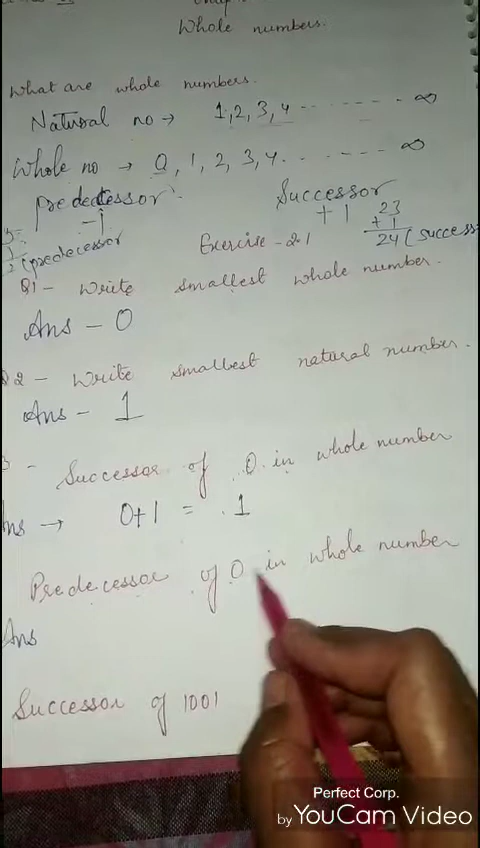 Whole numbers.
What are whole numbers.
Natural no → 1,2,3,4 - - - - - - - - ∞
Whole no → 0, 1, 2, 3, 4. - - - - - - - ∞
Predecessor
-1
Successor
+1
23
+1
24 (success
(predecessor
Exercise - 2.1
Q1 - Write smallest whole number.
Ans - 0
2 - Write smallest natural number.
Ans - 1
3 - Successor of 0 in whole number
Ans → 0+1 = 1
Predecessor of 0 in whole number
Ans
Successor of 1001
Perfect Corp.
by YouCam Video